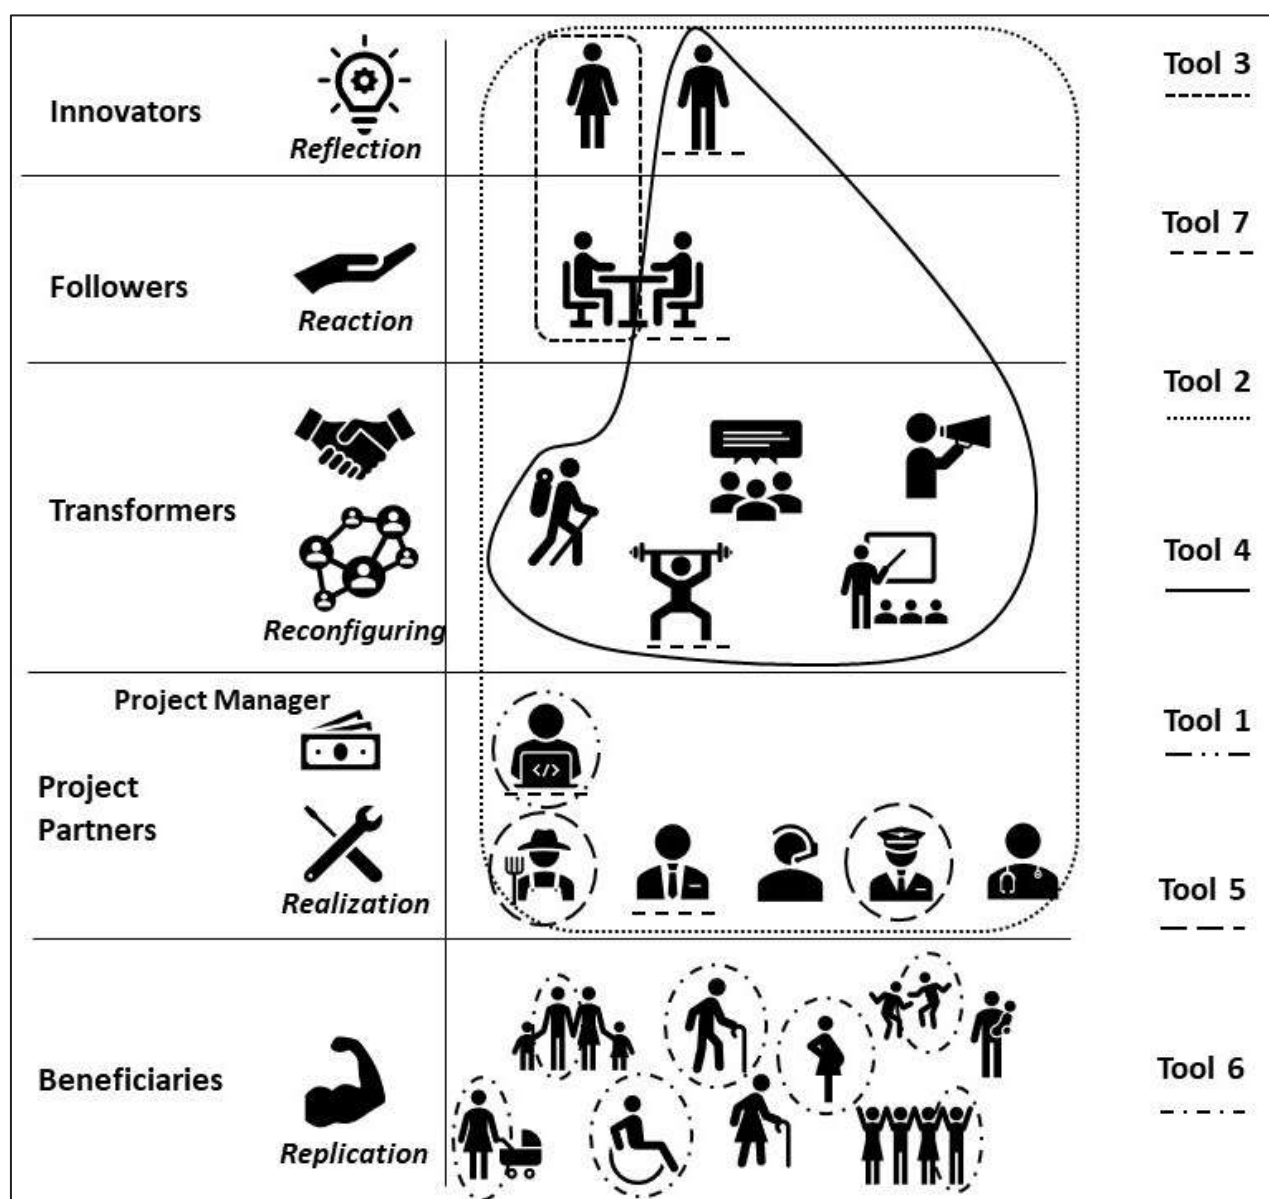 Innovators
Reflection
Tool 3
Followers
Reaction
Tool 7
Tool 2
Transformers
Reconfiguring
Tool 4
Project Manager
Project
Partners
Realization
</>
Tool 1
Tool 5
Beneficiaries
Replication
Tool 6